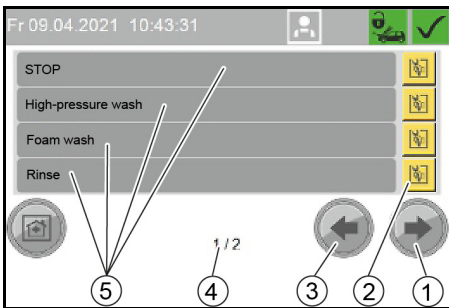 Fr 09.04.2021 10:43:31
STOP
High-pressure wash
Foam wash
Rinse
1 / 2
5 4 3 2 1